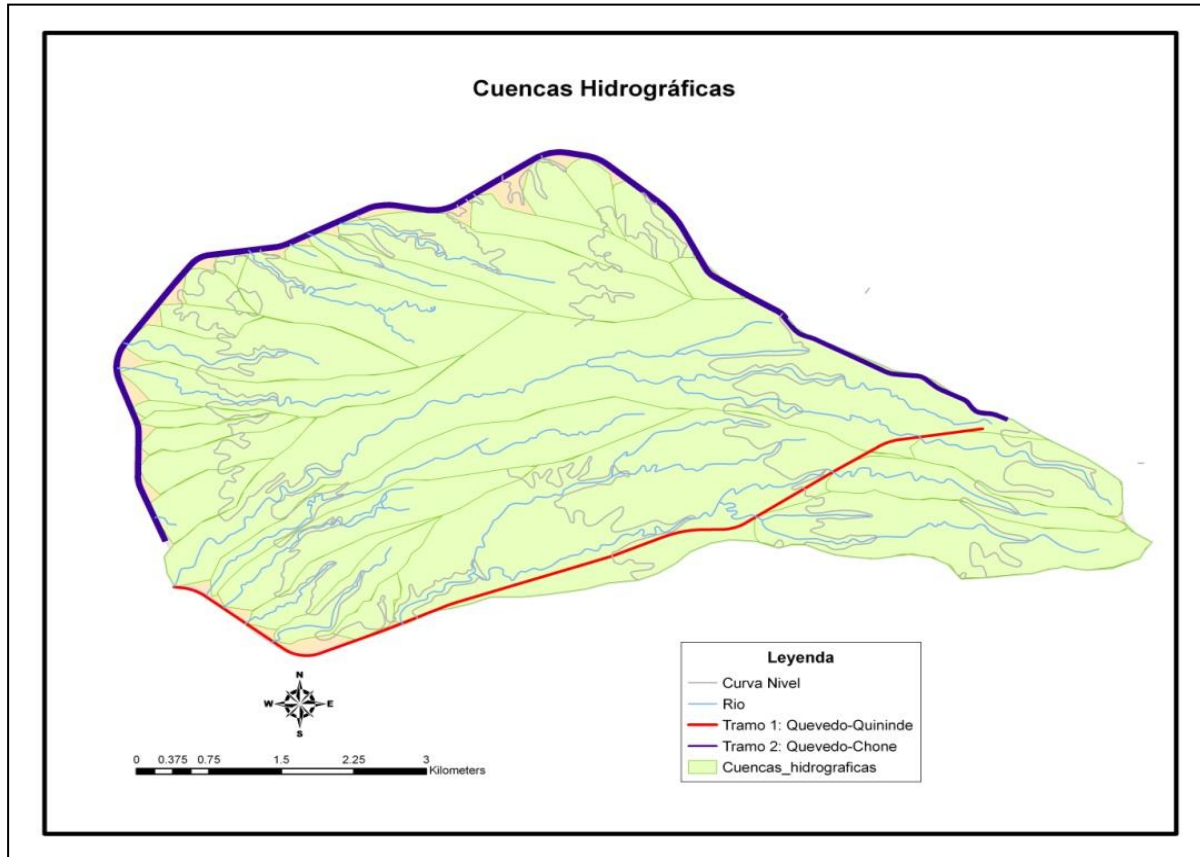 Cuencas Hidrográficas
N
W E
S
0 0.375 0.75 1.5 2.25 3
Kilometers
Leyenda
Curva Nivel
Rio
Tramo 1: Quevedo-Quininde
Tramo 2: Quevedo-Chone
Cuencas_hidrograficas